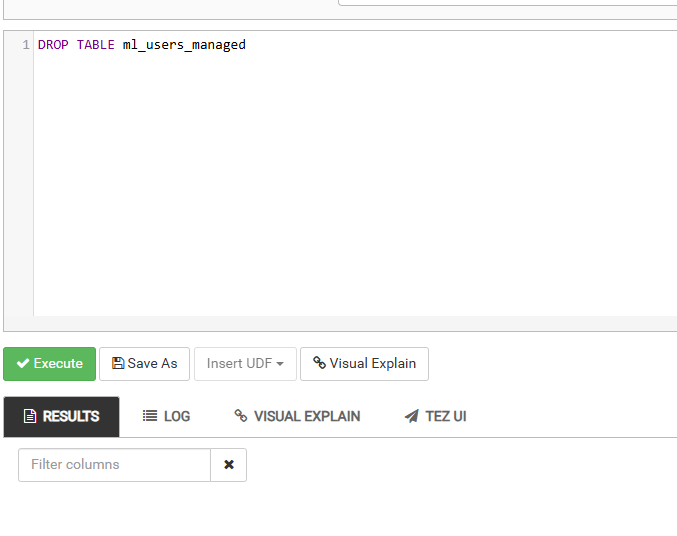 1 DROP TABLE ml_users_managed
Execute Save As Insert UDF Visual Explain
RESULTS LOG VISUAL EXPLAIN TEZ UI
Filter columns